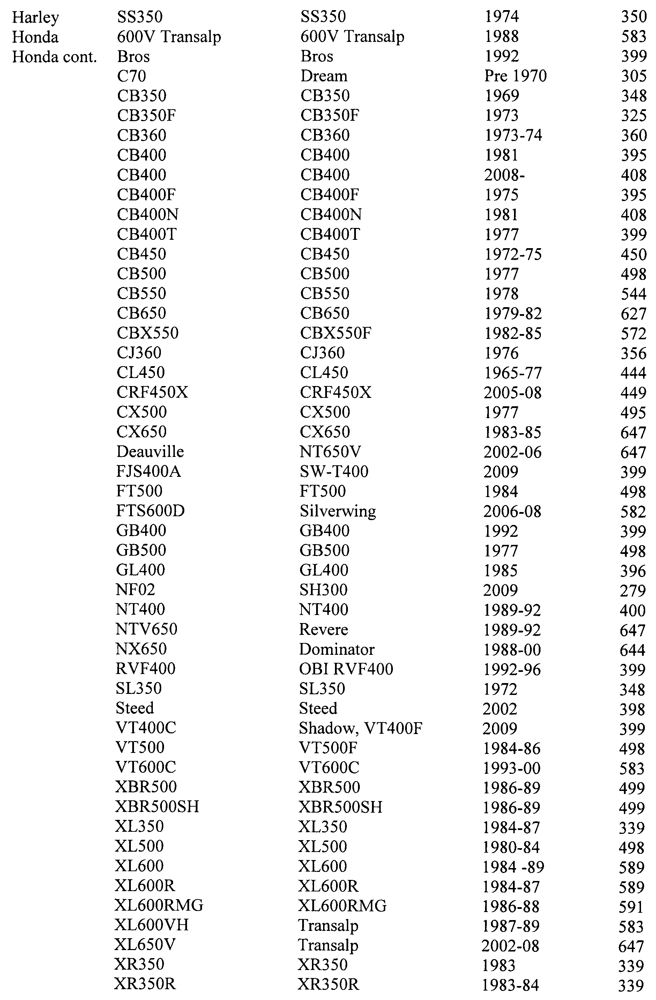 Harley SS350 SS350 1974 350
Honda 600V Transalp 600V Transalp 1988 583
Honda cont. Bros Bros 1992 399
C70 Dream Pre 1970 305
CB350 CB350 1969 348
CB350F CB350F 1973 325
CB360 CB360 1973-74 360
CB400 CB400 1981 395
CB400 CB400 2008- 408
CB400F CB400F 1975 395
CB400N CB400N 1981 408
CB400T CB400T 1977 399
CB450 CB450 1972-75 450
CB500 CB500 1977 498
CB550 CB550 1978 544
CB650 CB650 1979-82 627
CBX550 CBX550F 1982-85 572
CJ360 CJ360 1976 356
CL450 CL450 1965-77 444
CRF450X CRF450X 2005-08 449
CX500 CX500 1977 495
CX650 CX650 1983-85 647
Deauville NT650V 2002-06 647
FJS400A SW-T400 2009 399
FT500 FT500 1984 498
FTS600D Silverwing 2006-08 582
GB400 GB400 1992 399
GB500 GB500 1977 498
GL400 GL400 1985 396
NF02 SH300 2009 279
NT400 NT400 1989-92 400
NTV650 Revere 1989-92 647
NX650 Dominator 1988-00 644
RVF400 OBI RVF400 1992-96 399
SL350 SL350 1972 348
Steed Steed 2002 398
VT400C Shadow, VT400F 2009 399
VT500 VT500F 1984-86 498
VT600C VT600C 1993-00 583
XBR500 XBR500 1986-89 499
XBR500SH XBR500SH 1986-89 499
XL350 XL350 1984-87 339
XL500 XL500 1980-84 498
XL600 XL600 1984 -89 589
XL600R XL600R 1984-87 589
XL600RMG XL600RMG 1986-88 591
XL600VH Transalp 1987-89 583
XL650V Transalp 2002-08 647
XR350 XR350 1983 339
XR350R XR350R 1983-84 339